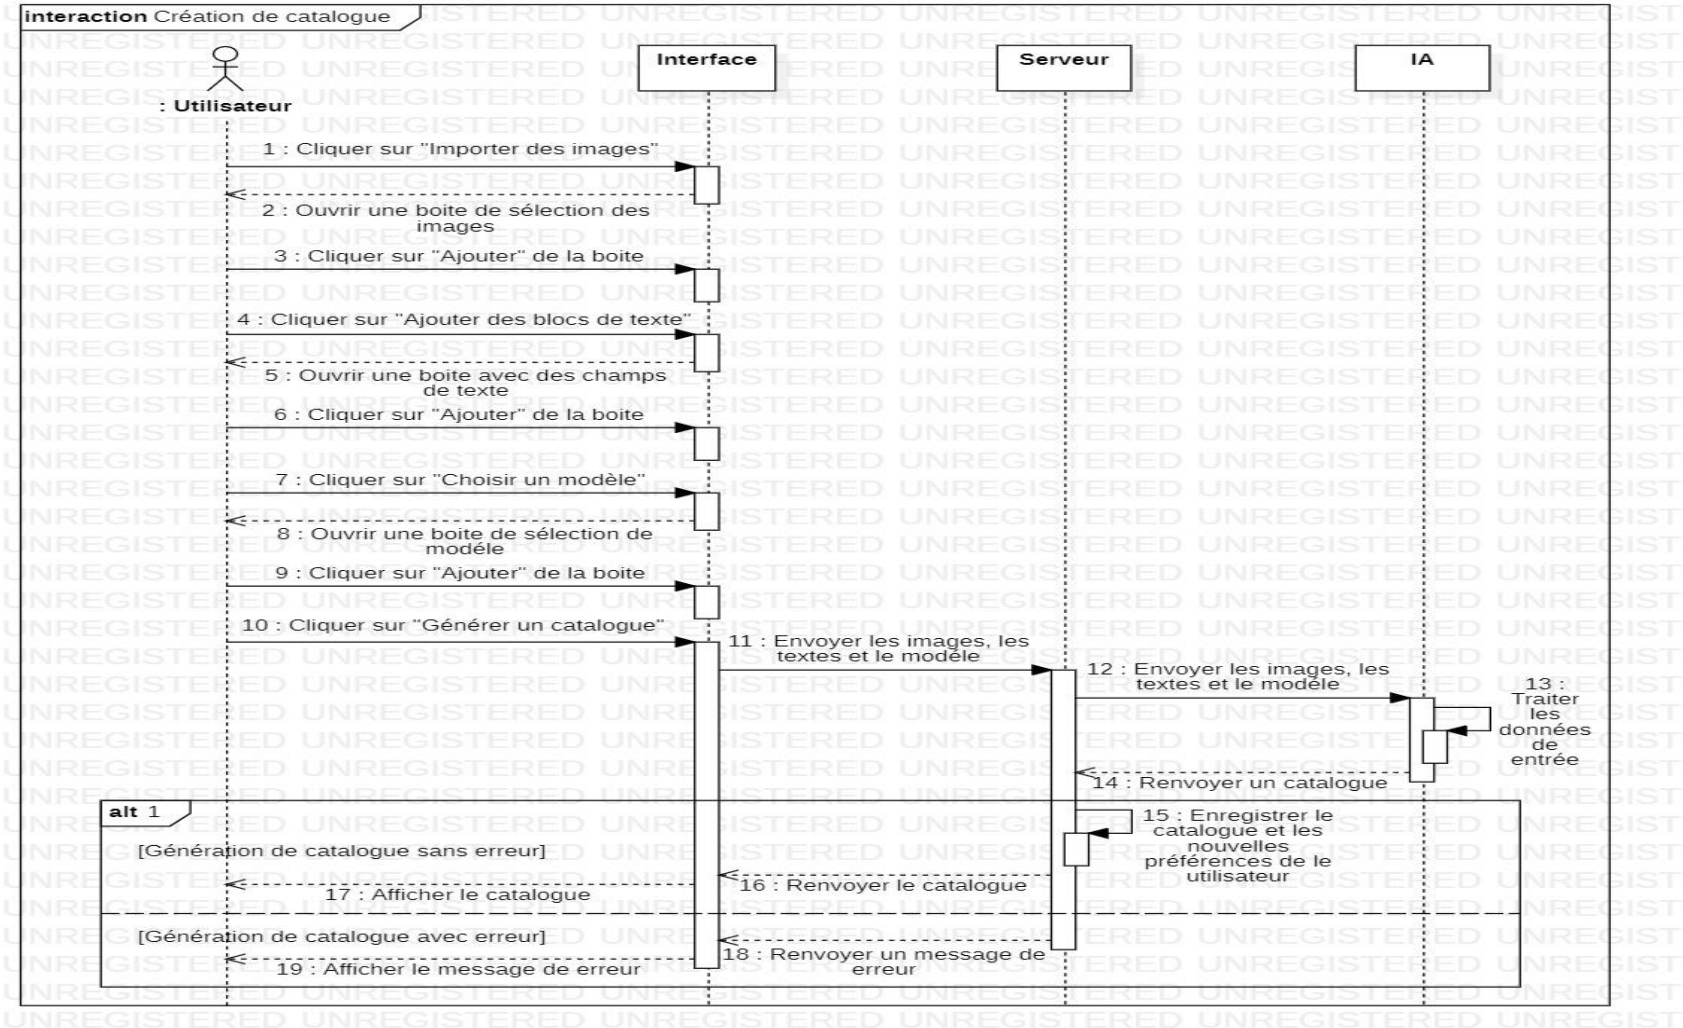 interaction Création de catalogue
: Utilisateur
Interface
Serveur
IA
1 : Cliquer sur "Importer des images"
2 : Ouvrir une boite de sélection des
images
3 : Cliquer sur "Ajouter" de la boite
4 : Cliquer sur "Ajouter des blocs de texte"
5 : Ouvrir une boite avec des champs
de texte
6 : Cliquer sur "Ajouter" de la boite
7 : Cliquer sur "Choisir un modèle"
8 : Ouvrir une boite de sélection de
modéle
9 : Cliquer sur "Ajouter" de la boite
10 : Cliquer sur "Générer un catalogue"
11 : Envoyer les images, les
textes et le modéle
12 : Envoyer les images, les
textes et le modéle
13 :
Traiter
les
données
de
entrée
14 : Renvoyer un catalogue
alt 1
[Génération de catalogue sans erreur]
15 : Enregistrer le
catalogue et les
nouvelles
préférences de le
utilisateur
16 : Renvoyer le catalogue
17 : Afficher le catalogue
[Génération de catalogue avec erreur]
18 : Renvoyer un message de
erreur
19 : Afficher le message de erreur
UNREGISTERED